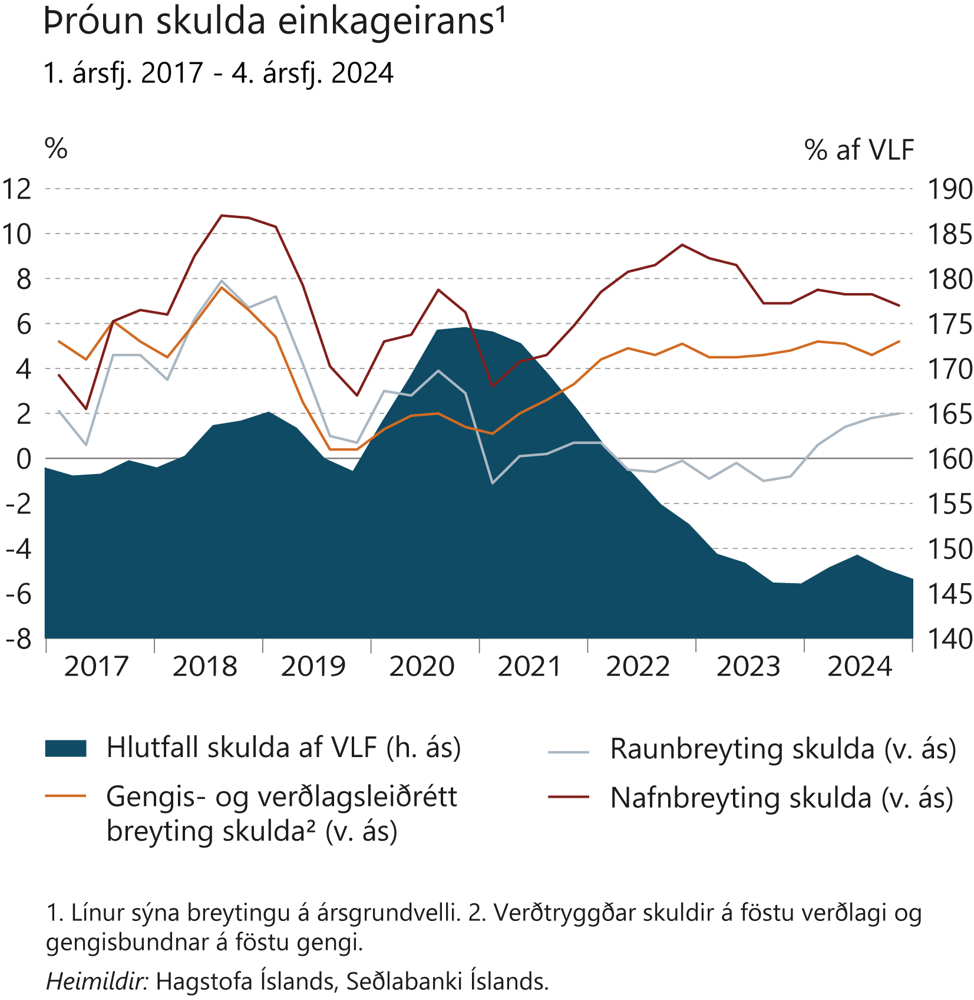 Þróun skulda einkageirans¹
1. ársfj. 2017 - 4. ársfj. 2024
% % af VLF
12 190
10 185
8 180
6 175
4 170
2 165
0 160
-2 155
-4 150
-6 145
-8 140
2017 2018 2019 2020 2021 2022 2023 2024
Hlutfall skulda af VLF (h. ás)
Gengis- og verðlagsleiðrétt
breyting skulda² (v. ás)
Raunbreyting skulda (v. ás)
Nafnbreyting skulda (v. ás)
1. Línur sýna breytingu á ársgrundvelli. 2. Verðtryggðar skuldir á föstu verðlagi og
gengisbundnar á föstu gengi.
Heimildir: Hagstofa Íslands, Seðlabanki Íslands.